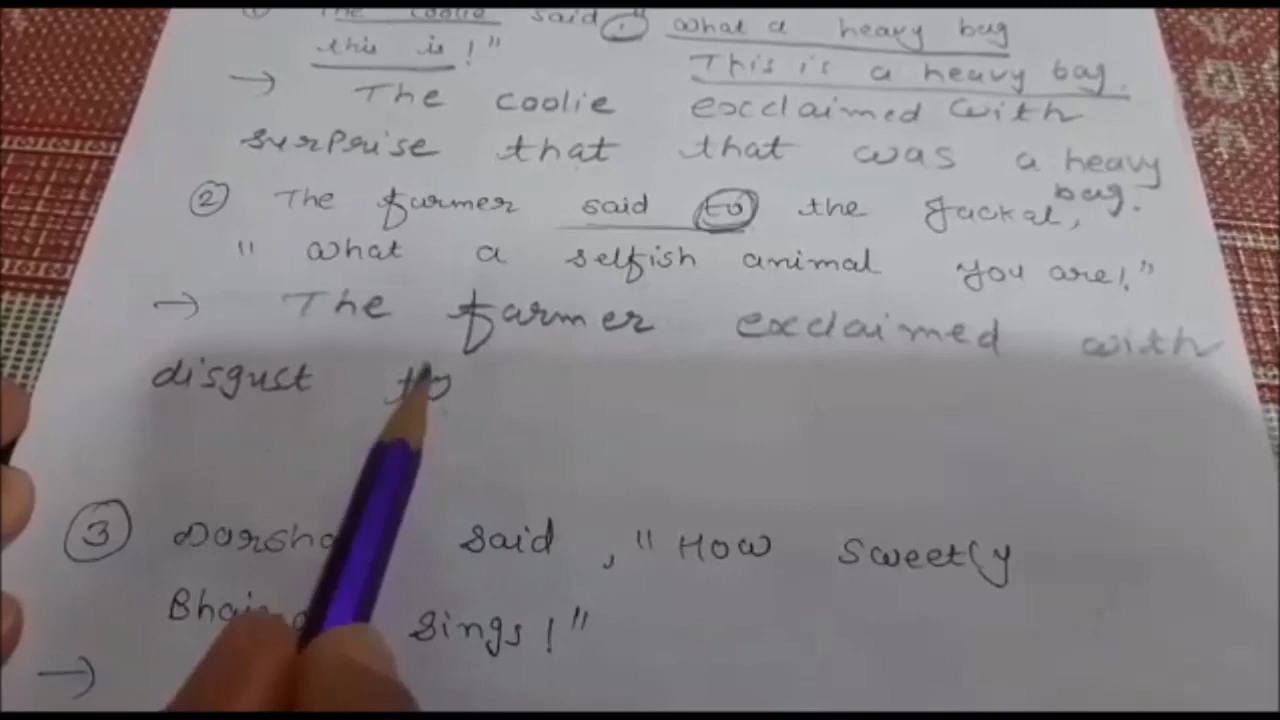 ① The coolie said, "What a heavy bag
this is!"
This is a heavy bag.
→ The coolie exclaimed with
surprise that that was a heavy
bag.
② The farmer said to the Jackal,
"What a selfish animal you are!."
→ The farmer exclaimed with
disgust to
③ said, "How sweetly
sings!"
→